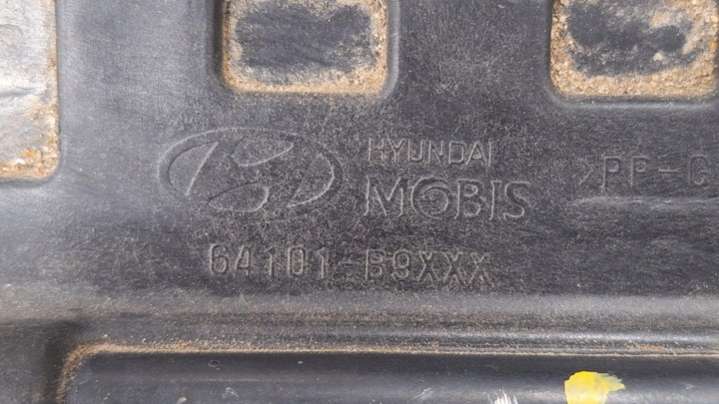 HYUNDAI
MOBIS
>PP-G
64101-B9XXX